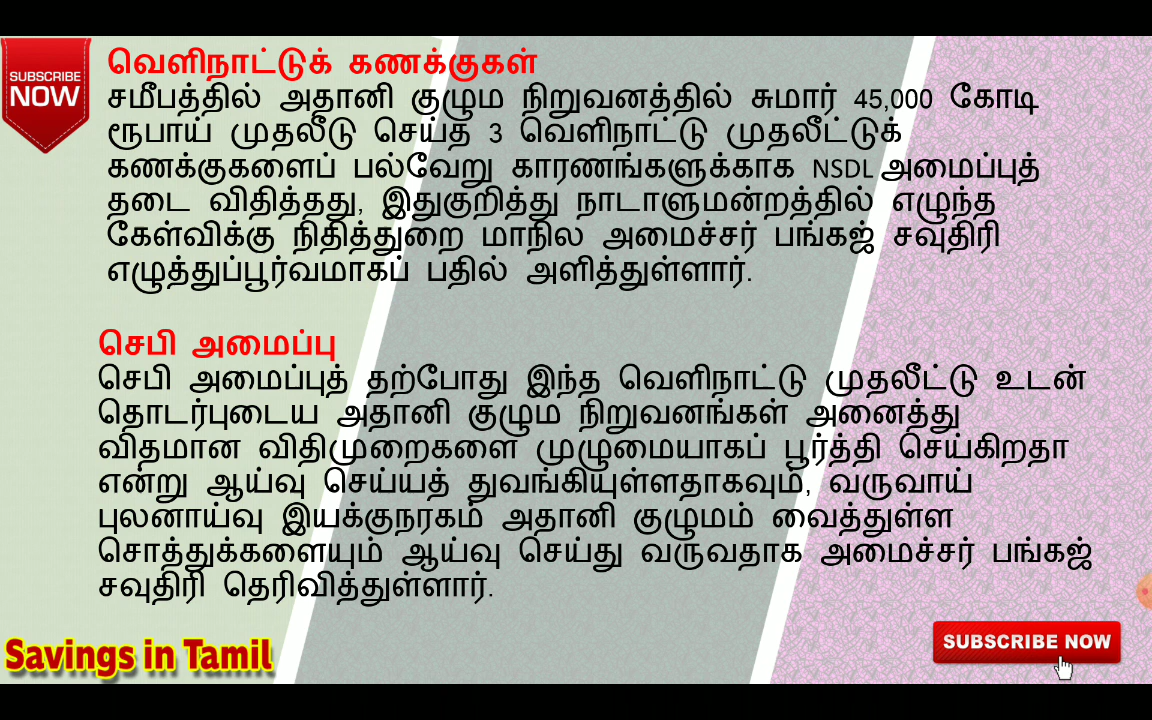 SUBSCRIBE
NOW
வெளிநாட்டுக் கணக்குகள்
சமீபத்தில் அதானி குழும நிறுவனத்தில் சுமார் 45,000 கோடி
ரூபாய் முதலீடு செய்த 3 வெளிநாட்டு முதலீட்டுக்
கணக்குகளைப் பல்வேறு காரணங்களுக்காக NSDL அமைப்புத்
தடை விதித்தது, இதுகுறித்து நாடாளுமன்றத்தில் எழுந்த
கேள்விக்கு நிதித்துறை மாநில அமைச்சர் பங்கஜ் சவுதிரி
எழுத்துப்பூர்வமாகப் பதில் அளித்துள்ளார்.
செபி அமைப்பு
செபி அமைப்புத் தற்போது இந்த வெளிநாட்டு முதலீட்டு உடன்
தொடர்புடைய அதானி குழும நிறுவனங்கள் அனைத்து
விதமான விதிமுறைகளை முழுமையாகப் பூர்த்தி செய்கிறதா
என்று ஆய்வு செய்யத் துவங்கியுள்ளதாகவும், வருவாய்
புலனாய்வு இயக்குநரகம் அதானி குழுமம் வைத்துள்ள
சொத்துக்களையும் ஆய்வு செய்து வருவதாக அமைச்சர் பங்கஜ்
சவுதிரி தெரிவித்துள்ளார்.
Savings in Tamil
SUBSCRIBE NOW